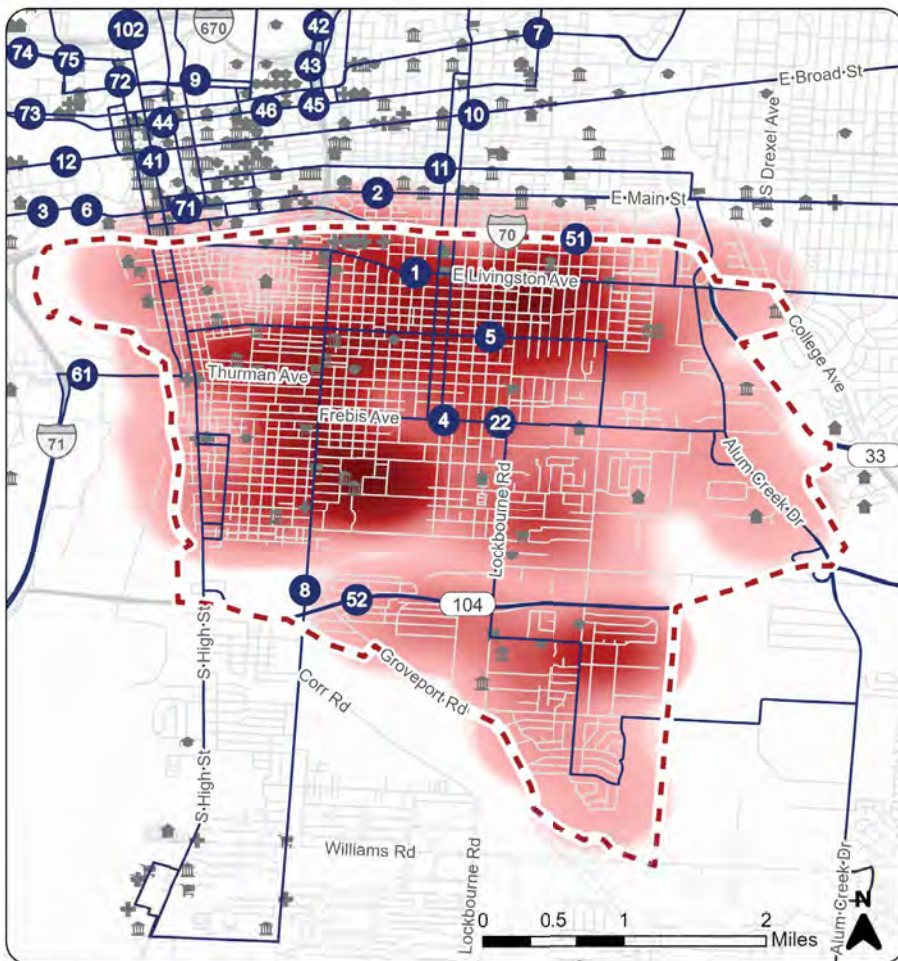 102
670
42
7
74
75
43
72
9
E Broad St
46
45
73
44
10
S Drexel Ave
12
41
11
2
E Main St
3
6
71
70
51
1
E Livingston Ave
5
College Ave
61
Thurman Ave
Frebis Ave
4
22
71
33
Alum Creek Dr
Lockbourne Rd
8
52
104
S High St
Groveport Rd
Corr Rd
S High St
Williams Rd
Lockbourne Rd
Alum Creek Dr
N
0 0.5 1 2
Miles